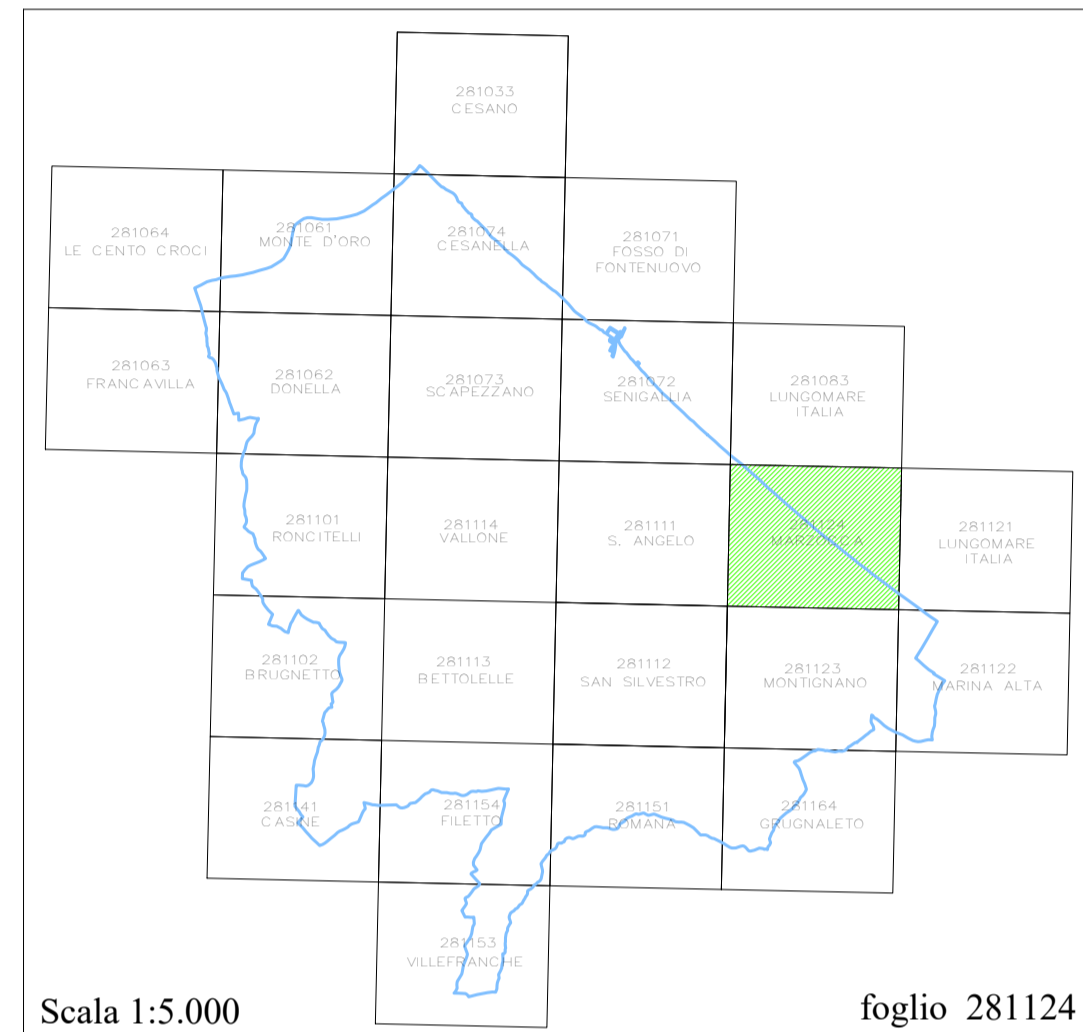 281033
CESANO
281064
LE CENTO CROCI
281061
MONTE D'ORO
281074
CESANELLA
281071
FOSSO DI
FONTENUOVO
281063
FRANCAVILLA
281062
DONELLA
281073
SCAPEZZANO
281072
SENIGALLIA
281083
LUNGOMARE
ITALIA
281101
RONCITELLI
281114
VALLONE
281111
S. ANGELO
281124
MARZOCCA
281121
LUNGOMARE
ITALIA
281102
BRUGNETTO
281113
BETTOLELLE
281112
SAN SILVESTRO
281123
MONTIGNANO
281122
MARINA ALTA
281141
CASINE
281154
FILETTO
281151
ROMANA
281164
GRUGNALETO
281153
VILLEFRANCHE
Scala 1:5.000
foglio 281124